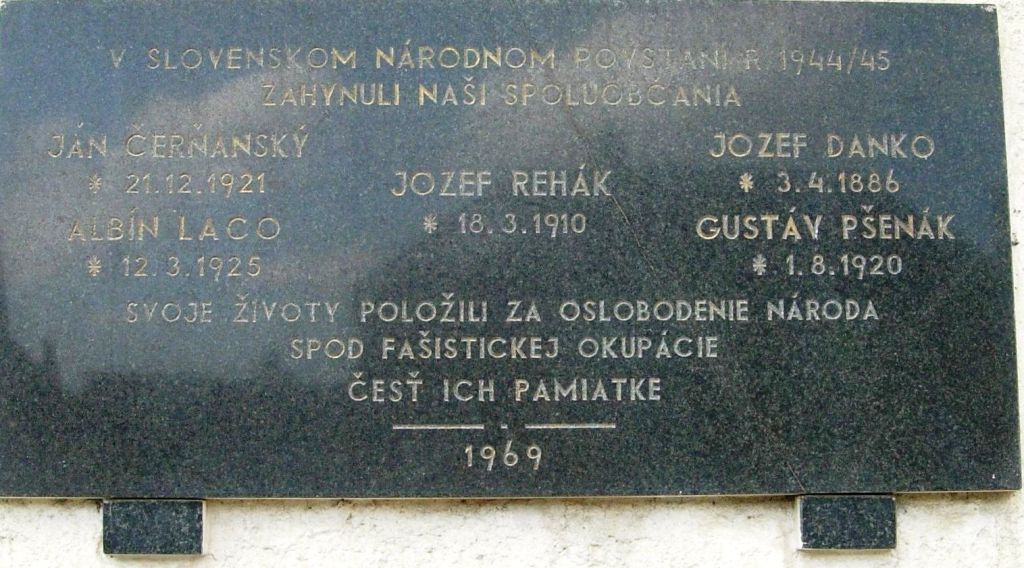 V SLOVENSKOM NÁRODNOM POVSTANÍ R. 1944/45
ZAHYNULI NAŠI SPOLUOBČANIA
JÁN ČERŇANSKÝ
* 21.12.1921
ALBÍN LACO
* 12.3.1925
JOZEF REHÁK
* 18.3.1910
JOZEF DANKO
* 3.4.1886
GUSTÁV PŠENÁK
* 1.8.1920
SVOJE ŽIVOTY POLOŽILI ZA OSLOBODENIE NÁRODA
SPOD FAŠISTICKEJ OKUPÁCIE
ČESŤ ICH PAMIATKE
1969